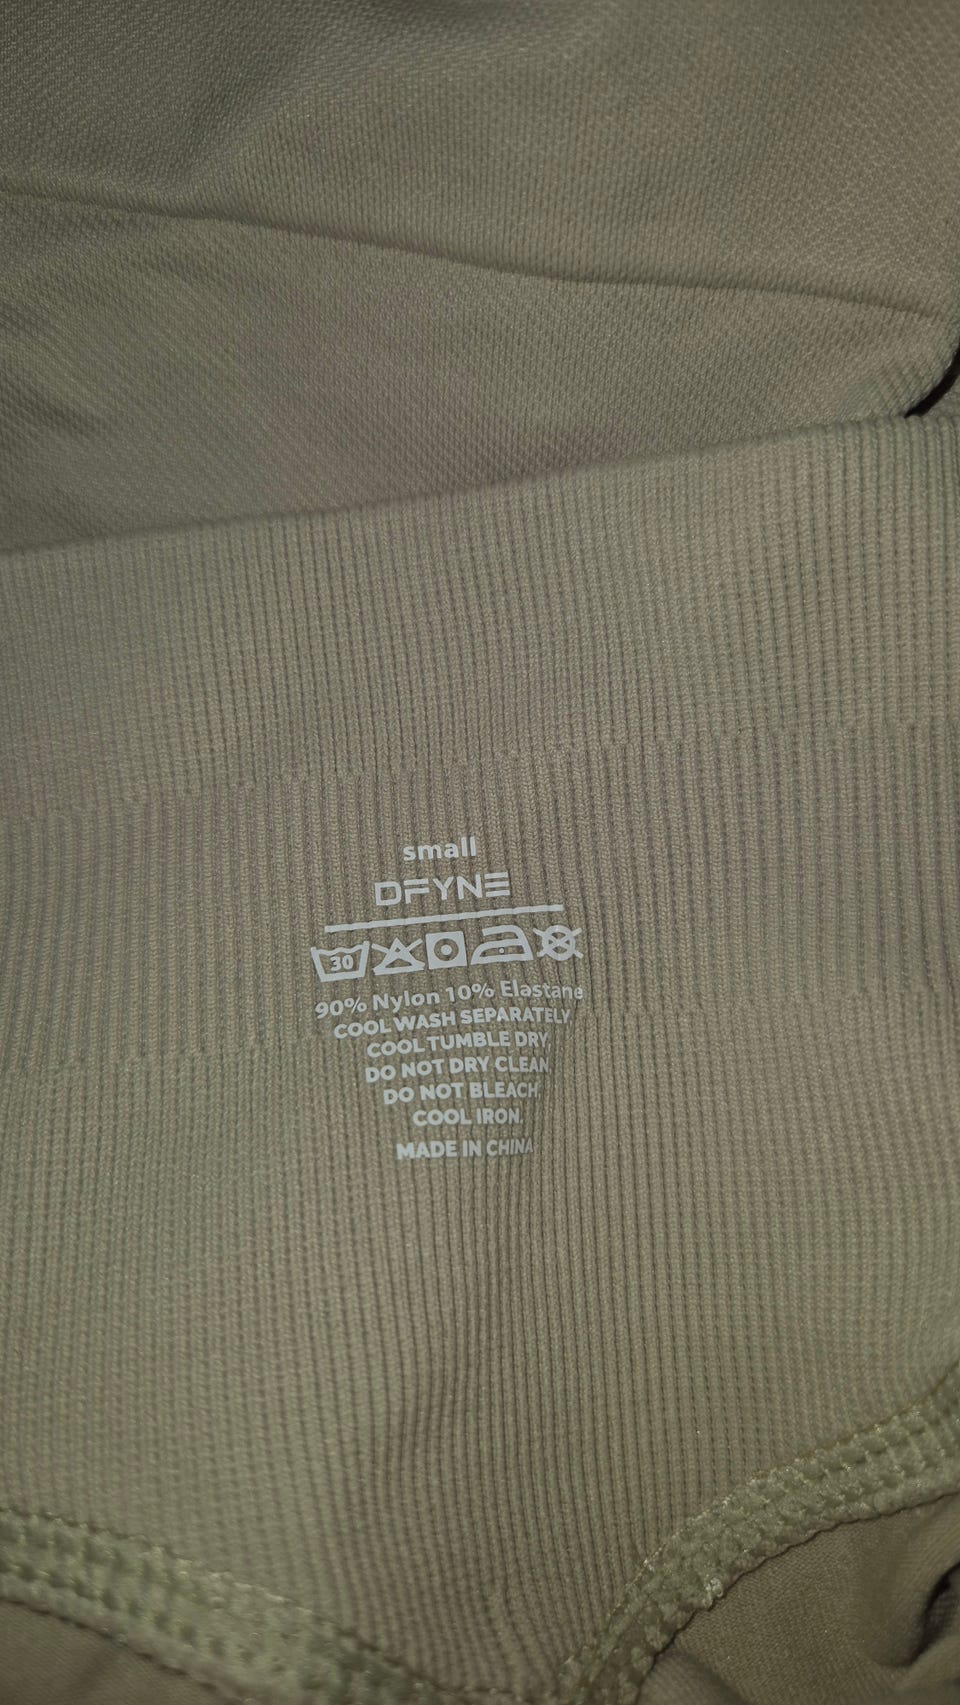 small
DFYNE
30
90% Nylon 10% Elastane
COOL WASH SEPARATELY,
COOL TUMBLE DRY,
DO NOT DRY CLEAN,
DO NOT BLEACH,
COOL IRON.
MADE IN CHINA